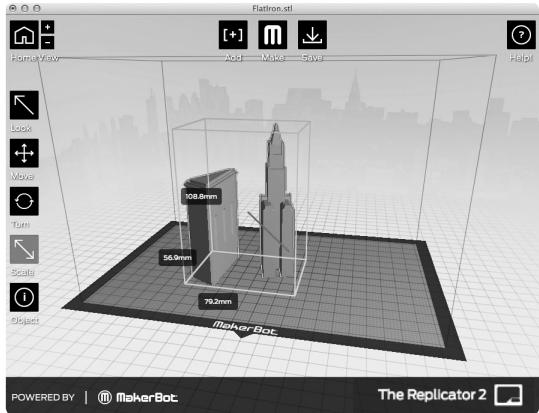 FlatIron.stl
+
-
Home View
[+]
Add
M
Make
Save
?
Help!
Look
Move
Turn
Scale
i
Object
108.8mm
56.9mm
79.2mm
MakerBot
POWERED BY | M MakerBot
The Replicator 2